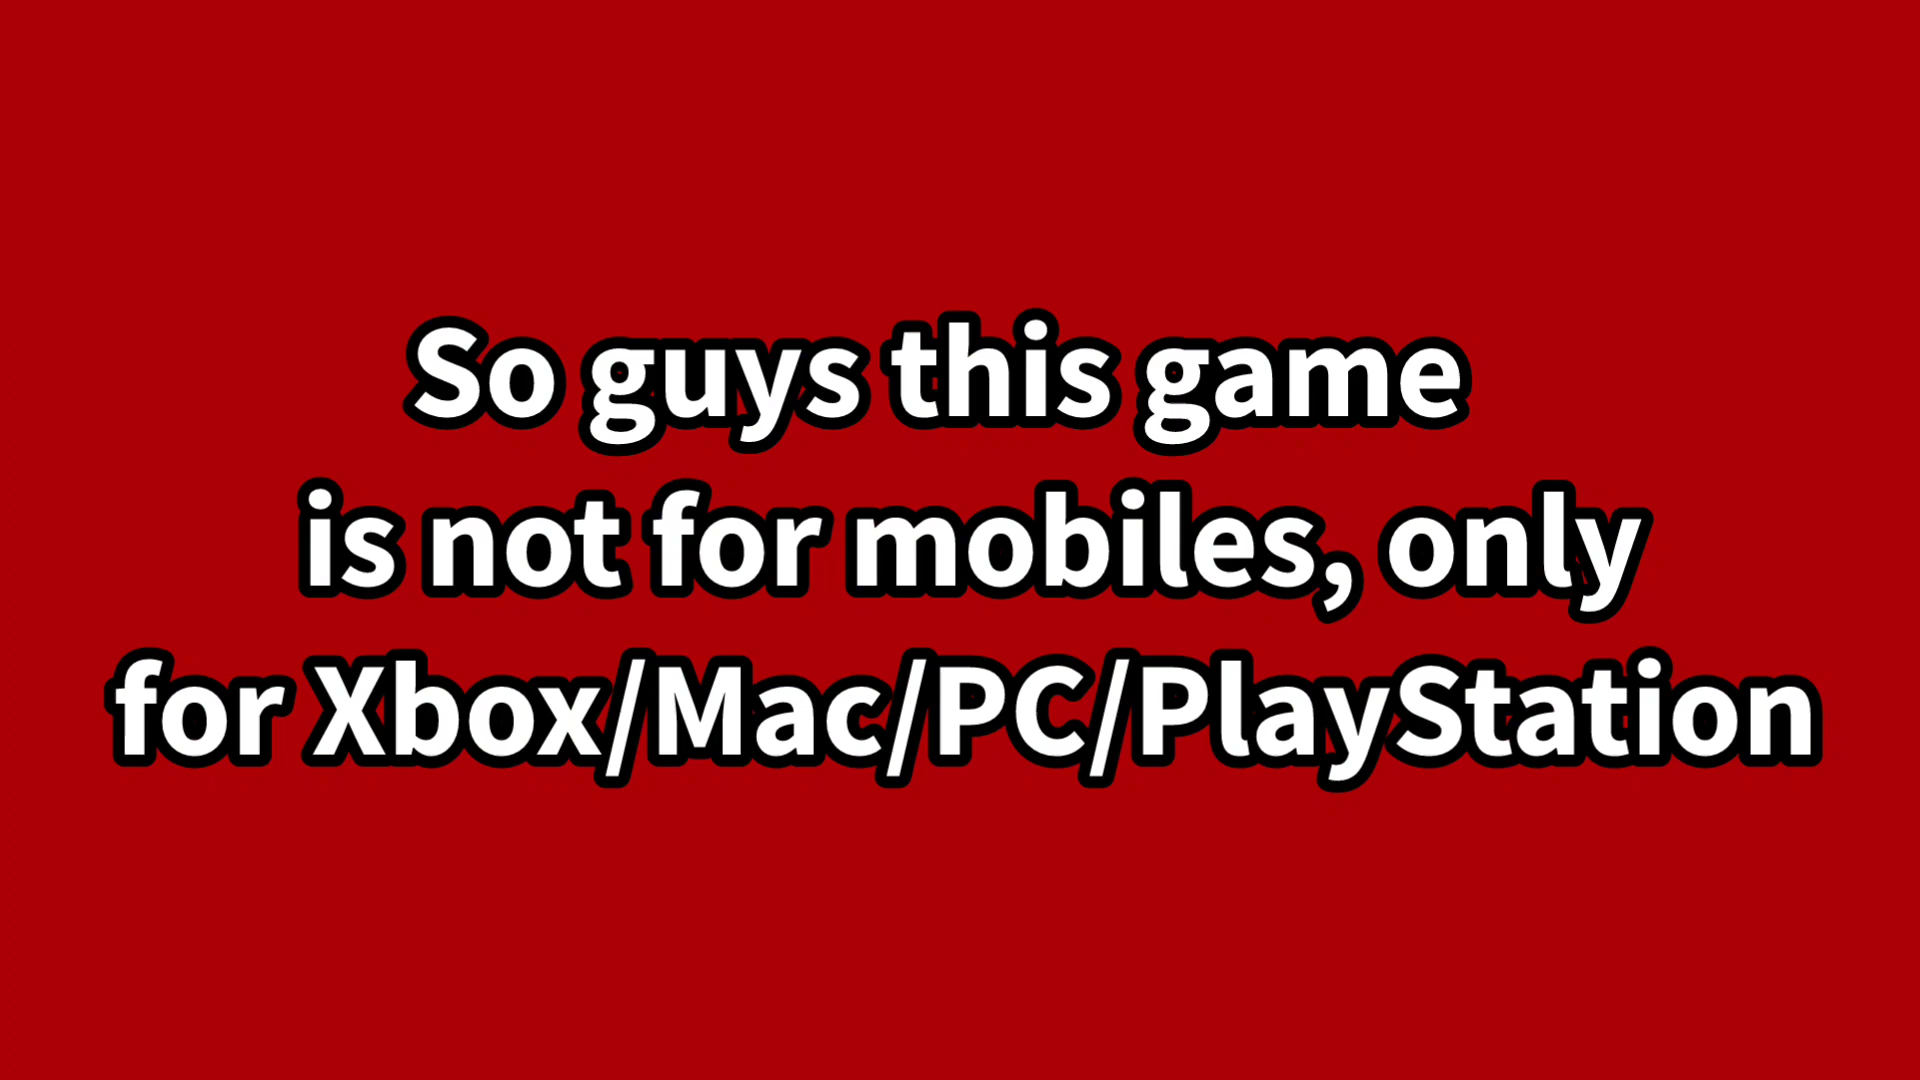 So guys this game
is not for mobiles, only
for Xbox/Mac/PC/PlayStation